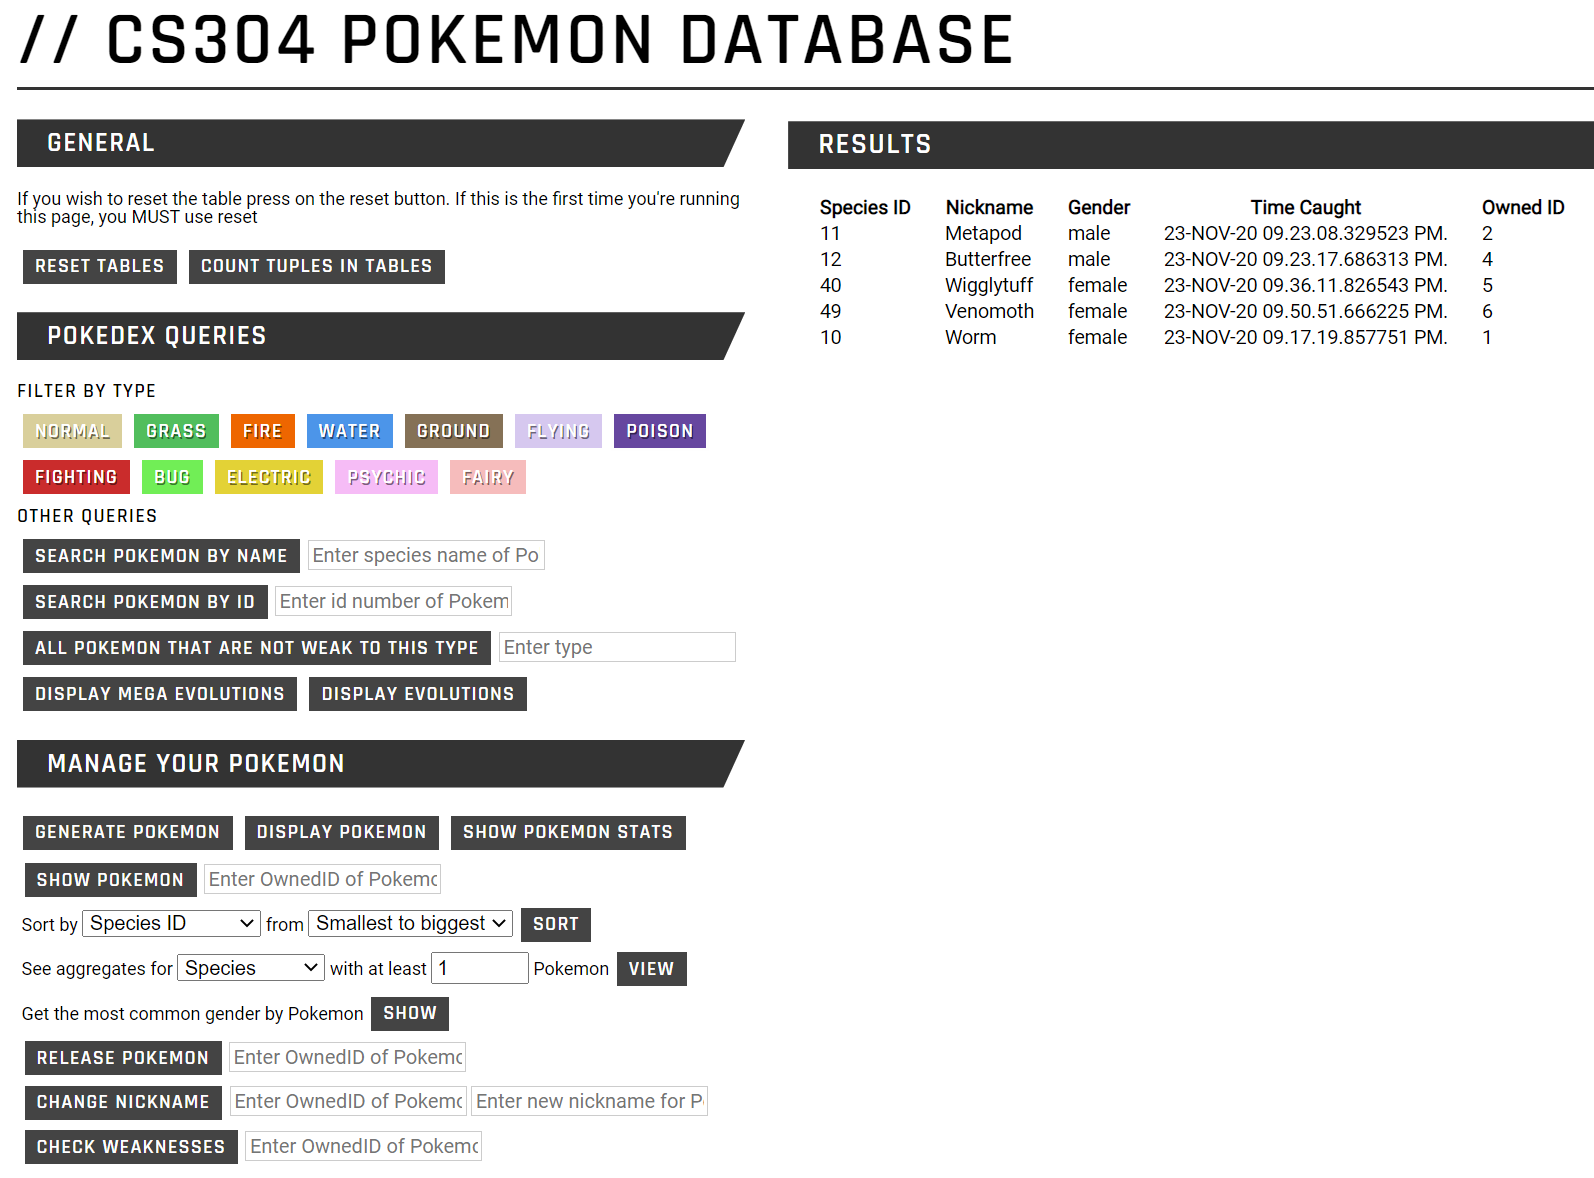 // CS304 POKEMON DATABASE
GENERAL
If you wish to reset the table press on the reset button. If this is the first time you're running
this page, you MUST use reset
RESET TABLES COUNT TUPLES IN TABLES
POKEDEX QUERIES
FILTER BY TYPE
NORMAL GRASS FIRE WATER GROUND FLYING POISON
FIGHTING BUG ELECTRIC PSYCHIC FAIRY
OTHER QUERIES
SEARCH POKEMON BY NAME Enter species name of Po
SEARCH POKEMON BY ID Enter id number of Pokem
ALL POKEMON THAT ARE NOT WEAK TO THIS TYPE Enter type
DISPLAY MEGA EVOLUTIONS DISPLAY EVOLUTIONS
MANAGE YOUR POKEMON
GENERATE POKEMON DISPLAY POKEMON SHOW POKEMON STATS
SHOW POKEMON Enter OwnedID of Pokemo
Sort by Species ID from Smallest to biggest SORT
See aggregates for Species with at least 1 Pokemon VIEW
Get the most common gender by Pokemon SHOW
RELEASE POKEMON Enter OwnedID of Pokemo
CHANGE NICKNAME Enter OwnedID of Pokemo Enter new nickname for P
CHECK WEAKNESSES Enter OwnedID of Pokemo
RESULTS
Species ID Nickname Gender Time Caught Owned ID
11 Metapod male 23-NOV-20 09.23.08.329523 PM. 2
12 Butterfree male 23-NOV-20 09.23.17.686313 PM. 4
40 Wigglytuff female 23-NOV-20 09.36.11.826543 PM. 5
49 Venomoth female 23-NOV-20 09.50.51.666225 PM. 6
10 Worm female 23-NOV-20 09.17.19.857751 PM. 1